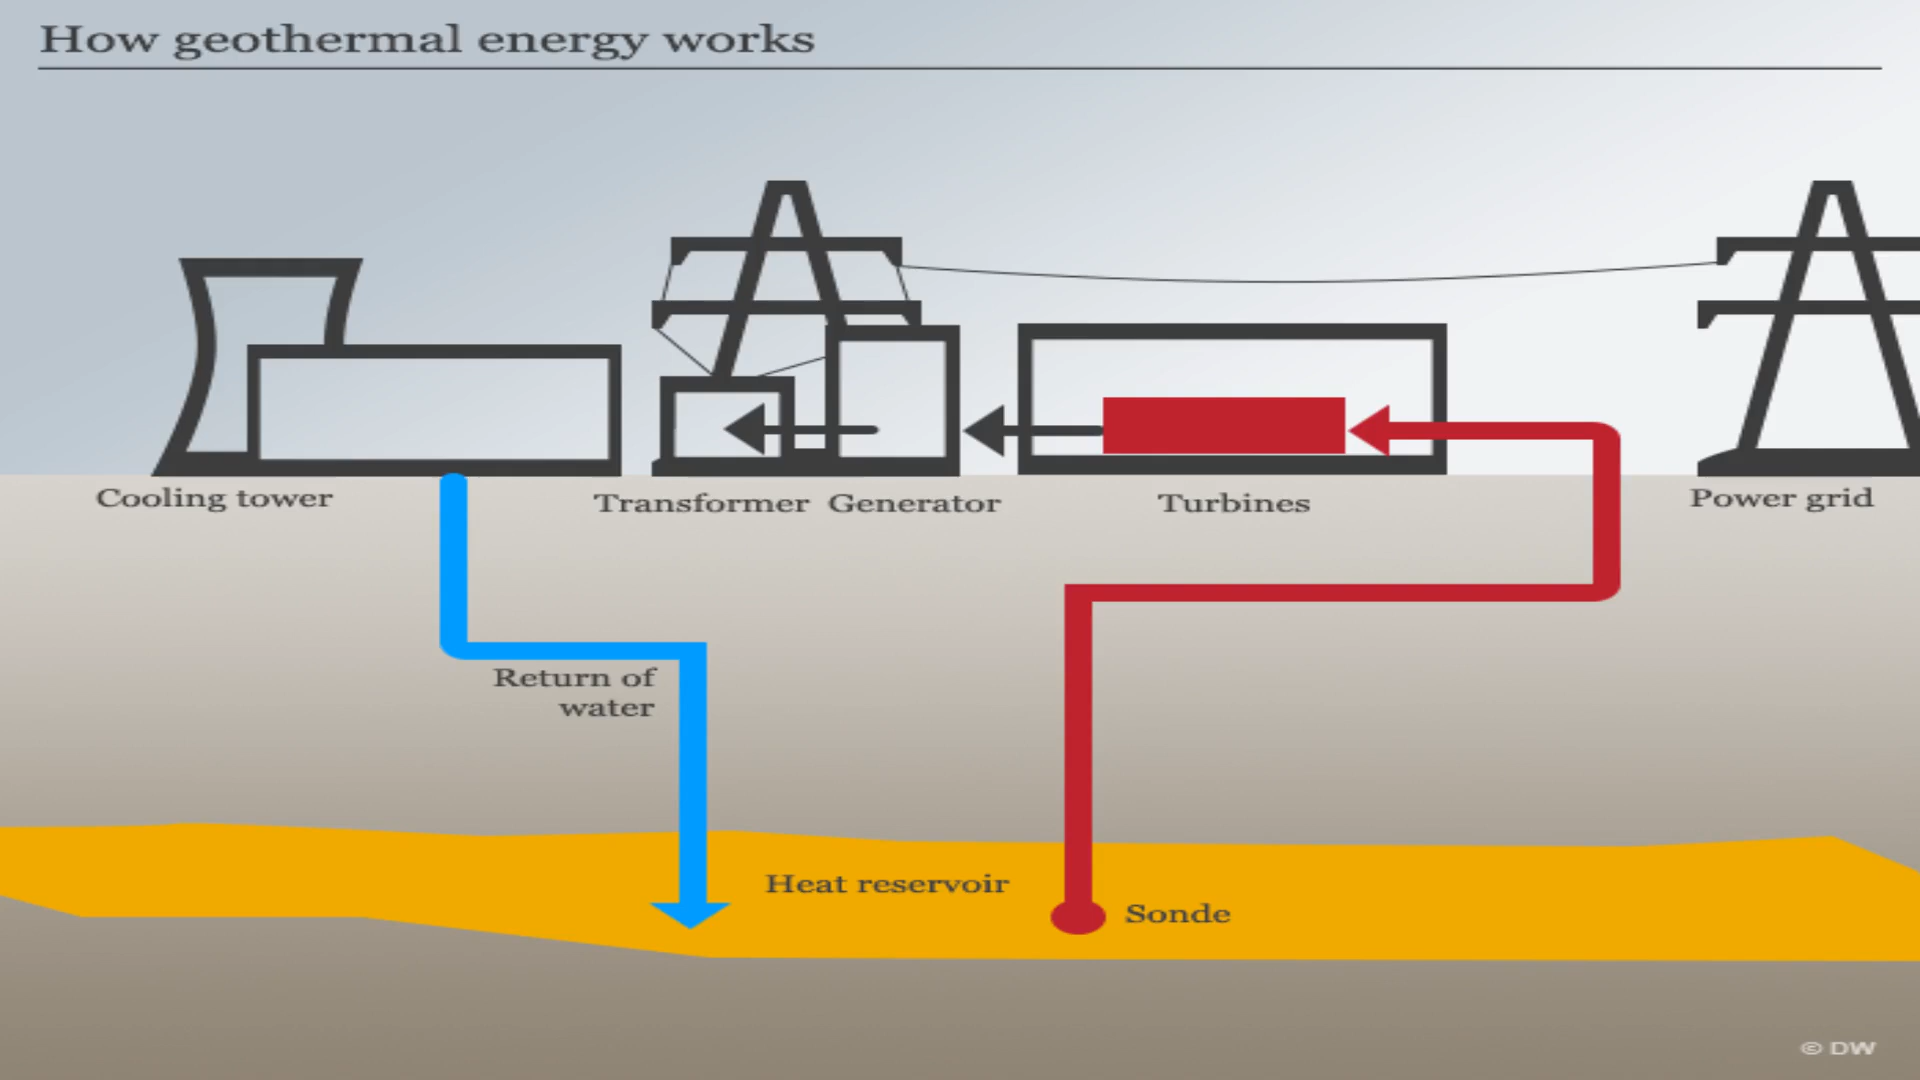 How geothermal energy works
Cooling tower
Transformer
Generator
Turbines
Power grid
Return of
water
Heat reservoir
Sonde
© DW